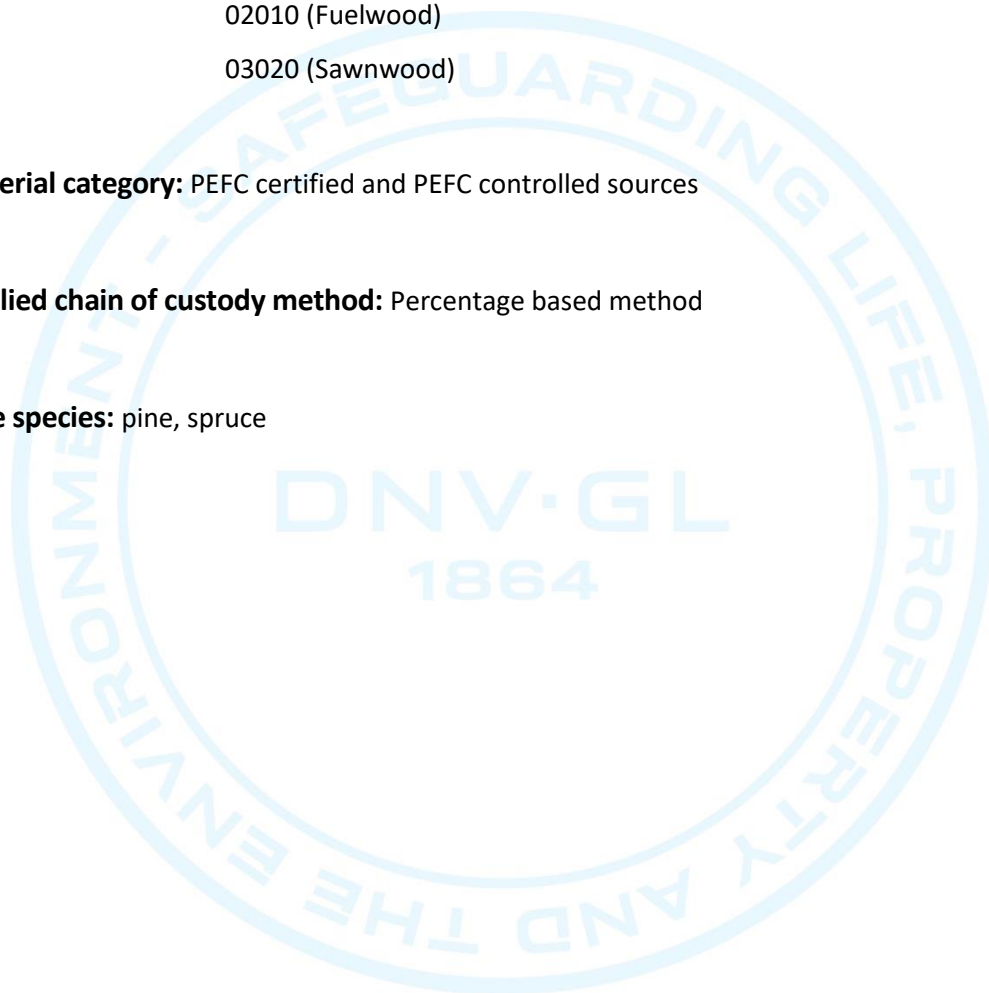 02010 (Fuelwood)
03020 (Sawnwood)
erial category: PEFC certified and PEFC controlled sources
lied chain of custody method: Percentage based method
e species: pine, spruce
SAFEGUARDING LIFE, PROPERTY AND THE ENVIRONMENT -
DNV·GL
1864